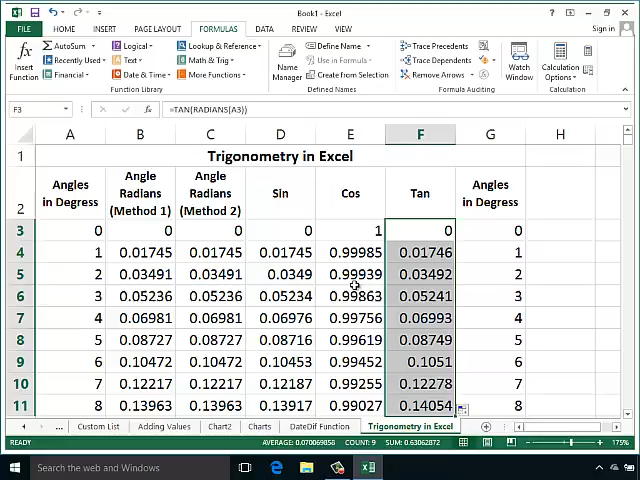 Book1 - Excel
FILE HOME INSERT PAGE LAYOUT FORMULAS DATA REVIEW VIEW Sign in
AutoSum Logical Lookup & Reference Define Name Trace Precedents
Recently Used Text Math & Trig Use in Formula Trace Dependents
Financial Date & Time More Functions Create from Selection Remove Arrows
Insert Function Name Manager Watch Window Calculation Options
Function Library Defined Names Formula Auditing Calculation
F3 fx =TAN(RADIANS(A3))
A B C D E F G H
1 Trigonometry in Excel
Angles Angle Angle Angles
in Degress Radians Radians Sin Cos Tan in Degress
2 (Method 1) (Method 2)
3 0 0 0 0 1 0 0
4 1 0.01745 0.01745 0.01745 0.99985 0.01746 1
5 2 0.03491 0.03491 0.0349 0.99939 0.03492 2
6 3 0.05236 0.05236 0.05234 0.99863 0.05241 3
7 4 0.06981 0.06981 0.06976 0.99756 0.06993 4
8 5 0.08727 0.08727 0.08716 0.99619 0.08749 5
9 6 0.10472 0.10472 0.10453 0.99452 0.1051 6
10 7 0.12217 0.12217 0.12187 0.99255 0.12278 7
11 8 0.13963 0.13963 0.13917 0.99027 0.14054 8
... Custom List Adding Values Chart2 Charts DateDif Function Trigonometry in Excel
READY AVERAGE: 0.070069858 COUNT: 9 SUM: 0.63062872 175%
Search the web and Windows